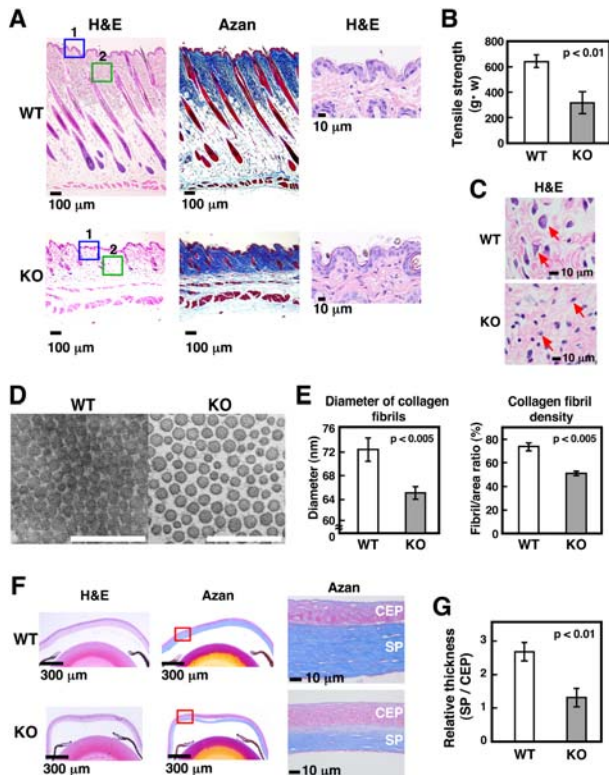 A
H&E
Azan
1
2
WT
10 μm
100 μm
100 μm
1
2
KO
10 μm
100 μm
100 μm
B
Tensile strength
(g· w)
800
600
400
200
0
p < 0.01
WT
KO
C
H&E
WT
10 μm
KO
10 μm
D
WT
KO
E
Diameter of collagen
fibrils
Diameter (nm)
76
72
68
64
60
0
p < 0.005
WT
KO
Collagen fibril
density
Fibril/area ratio (%)
100
80
60
40
20
0
p < 0.005
WT
KO
F
H&E
Azan
Azan
WT
300 μm
300 μm
CEP
SP
10 μm
KO
300 μm
300 μm
CEP
SP
10 μm
G
Relative thickness
(SP / CEP)
3
2
1
0
p < 0.01
WT
KO